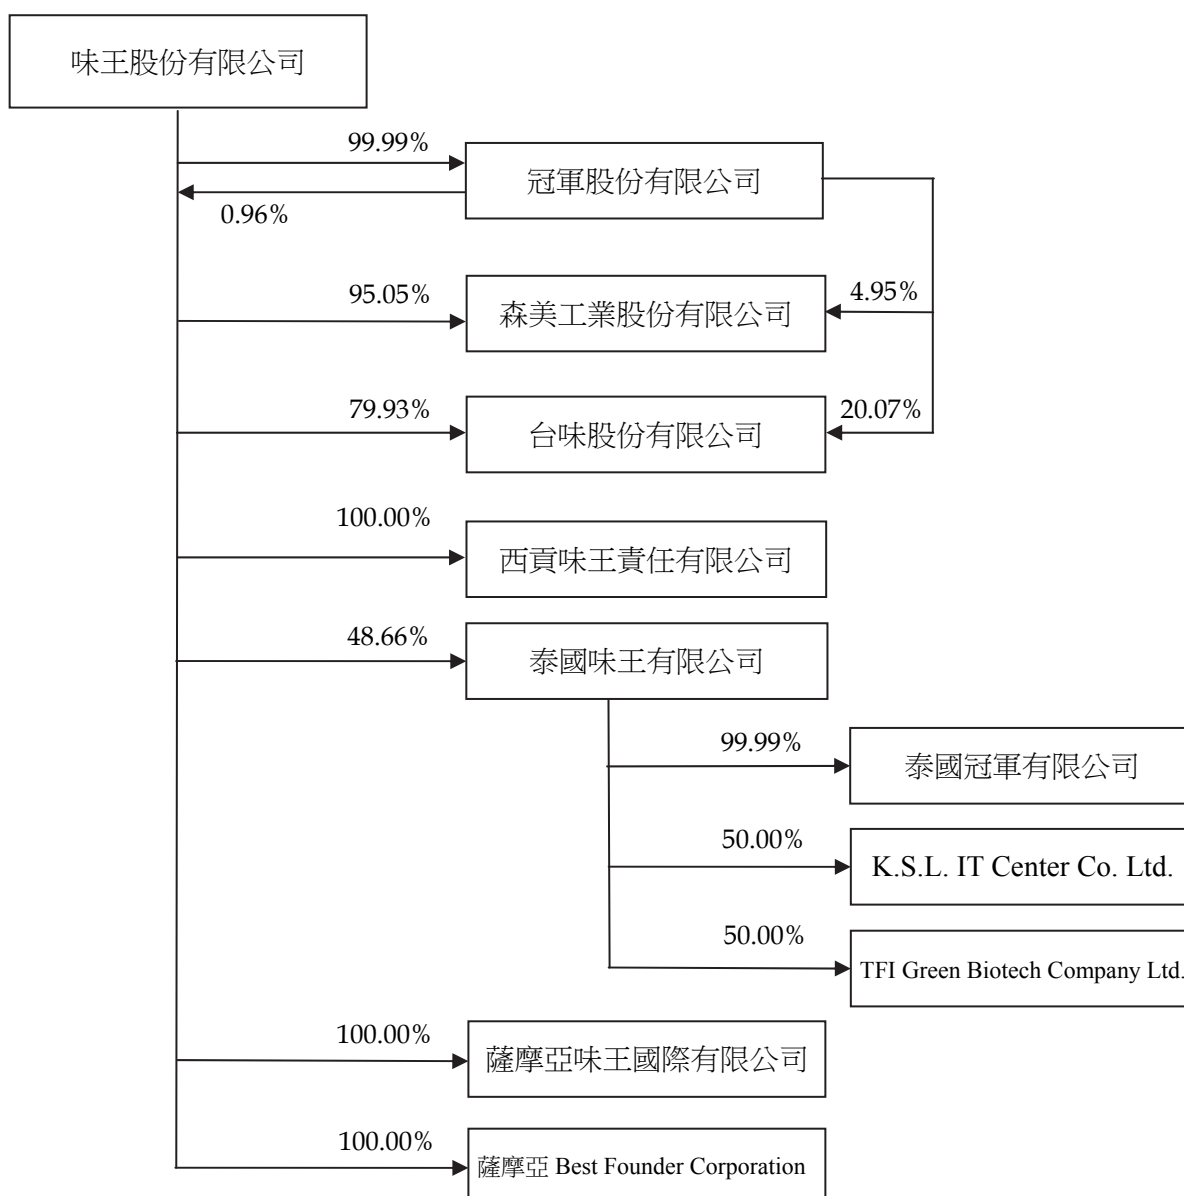 味王股份有限公司
99.99%
冠軍股份有限公司
0.96%
95.05%
森美工業股份有限公司
4.95%
79.93%
台味股份有限公司
20.07%
100.00%
西貢味王責任有限公司
48.66%
泰國味王有限公司
99.99%
泰國冠軍有限公司
50.00%
K.S.L. IT Center Co. Ltd.
50.00%
TFI Green Biotech Company Ltd.
100.00%
薩摩亞味王國際有限公司
100.00%
薩摩亞 Best Founder Corporation